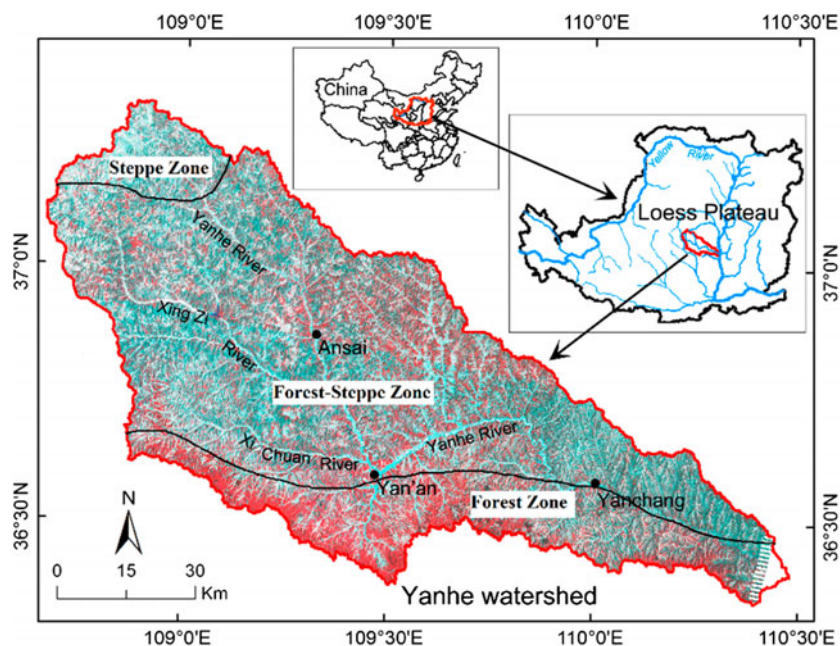 109°0'E
109°30'E
110°0'E
110°30'E
China
Yellow
River
Loess Plateau
37°0'N
37°0'N
Steppe Zone
Yanhe River
Xing Zi
River
Ansai
Forest-Steppe Zone
Xi Chuan River
Yanhe River
Yan'an
Forest Zone
Yanchang
36°30'N
36°30'N
N
0 15 30
Km
Yanhe watershed
109°0'E
109°30'E
110°0'E
110°30'E